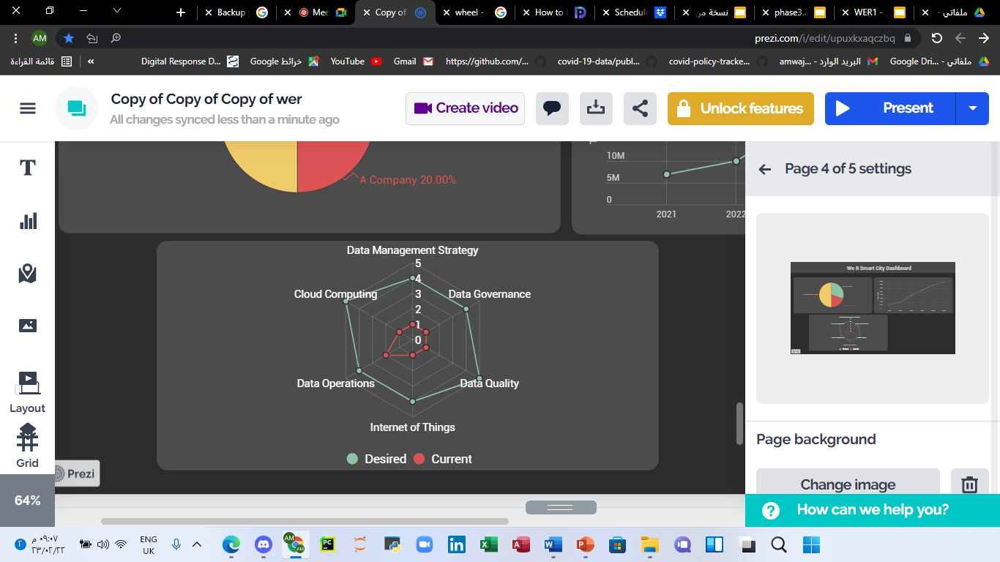 Backup
Mee
Copy of
wheel -
How to
Schedul
نسخة من
phase3.
WER1 -
ملفاتي -
AM
prezi.com/i/edit/upuxkxaqczbq
قائمة القراءة
Digital Response D...
خرائط Google
YouTube
Gmail
https://github.com/...
covid-19-data/publ...
covid-policy-tracke...
البريد الوارد - amwaj...
ملفاتي - Google Dri...
Copy of Copy of Copy of wer
All changes synced less than a minute ago
Create video
Unlock features
Present
Page 4 of 5 settings
A Company 20.00%
10M
5M
0
2021
2022
Data Management Strategy
5
4
Cloud Computing
3
Data Governance
2
1
0
Data Operations
Data Quality
Internet of Things
Desired
Current
We R Smart City Dashboard
Layout
Grid
64%
Prezi
Page background
Change image
How can we help you?
٠٩:٠٧ م
٢٣/٠٢/٢٢
ENG
UK